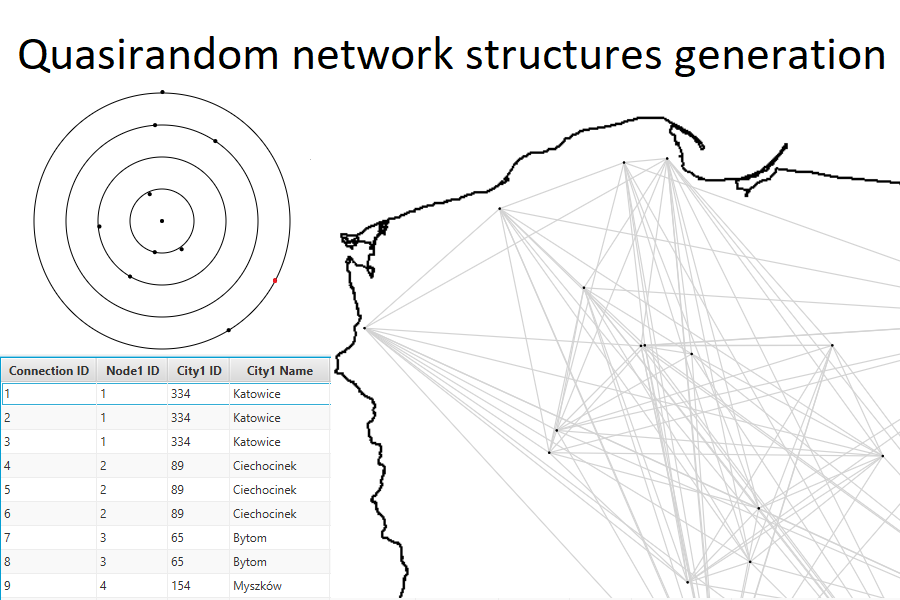 Quasirandom network structures generation
Connection ID Node1 ID City1 ID City1 Name
1 1 334 Katowice
2 1 334 Katowice
3 1 334 Katowice
4 2 89 Ciechocinek
5 2 89 Ciechocinek
6 2 89 Ciechocinek
7 3 65 Bytom
8 3 65 Bytom
9 4 154 Myszków